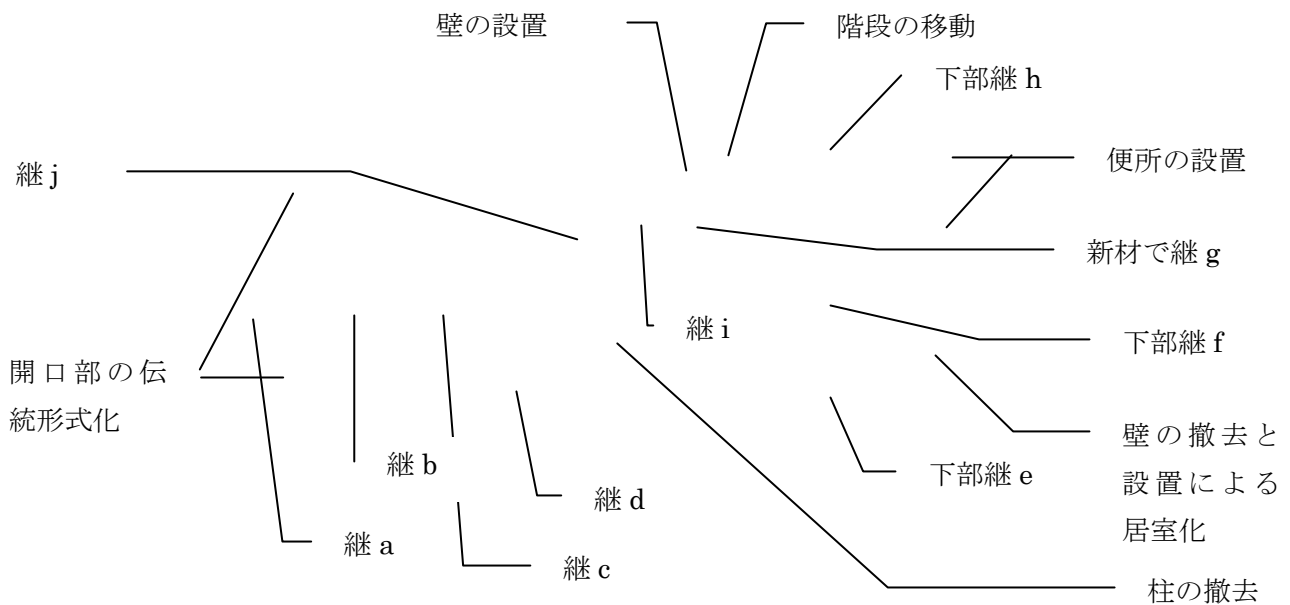 壁の設置
階段の移動
下部継 h
便所の設置
継 j
新材で継 g
継 i
下部継 f
開口部の伝
統形式化
壁の撤去と
設置による
居室化
継 b
下部継 e
継 d
継 a
継 c
柱の撤去